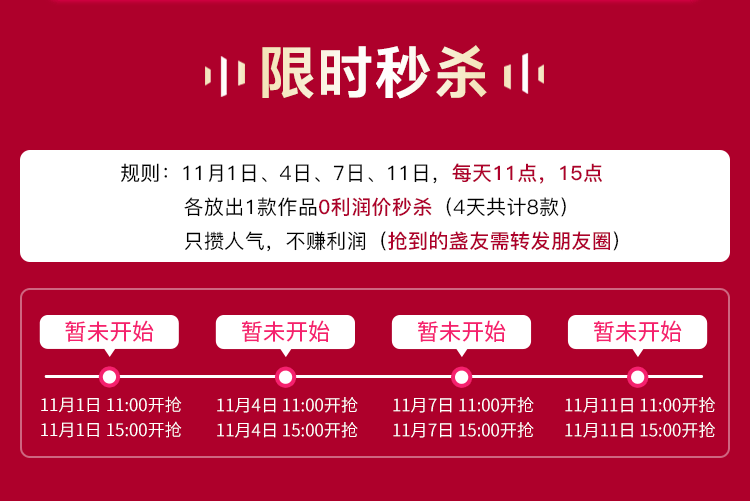 限时秒杀
规则：11月1日、4日、7日、11日，每天11点，15点
各放出1款作品0利润价秒杀（4天共计8款）
只攒人气，不赚利润（抢到的盏友需转发朋友圈）
暂未开始 暂未开始 暂未开始 暂未开始
11月1日 11:00开抢 11月4日 11:00开抢 11月7日 11:00开抢 11月11日 11:00开抢
11月1日 15:00开抢 11月4日 15:00开抢 11月7日 15:00开抢 11月11日 15:00开抢